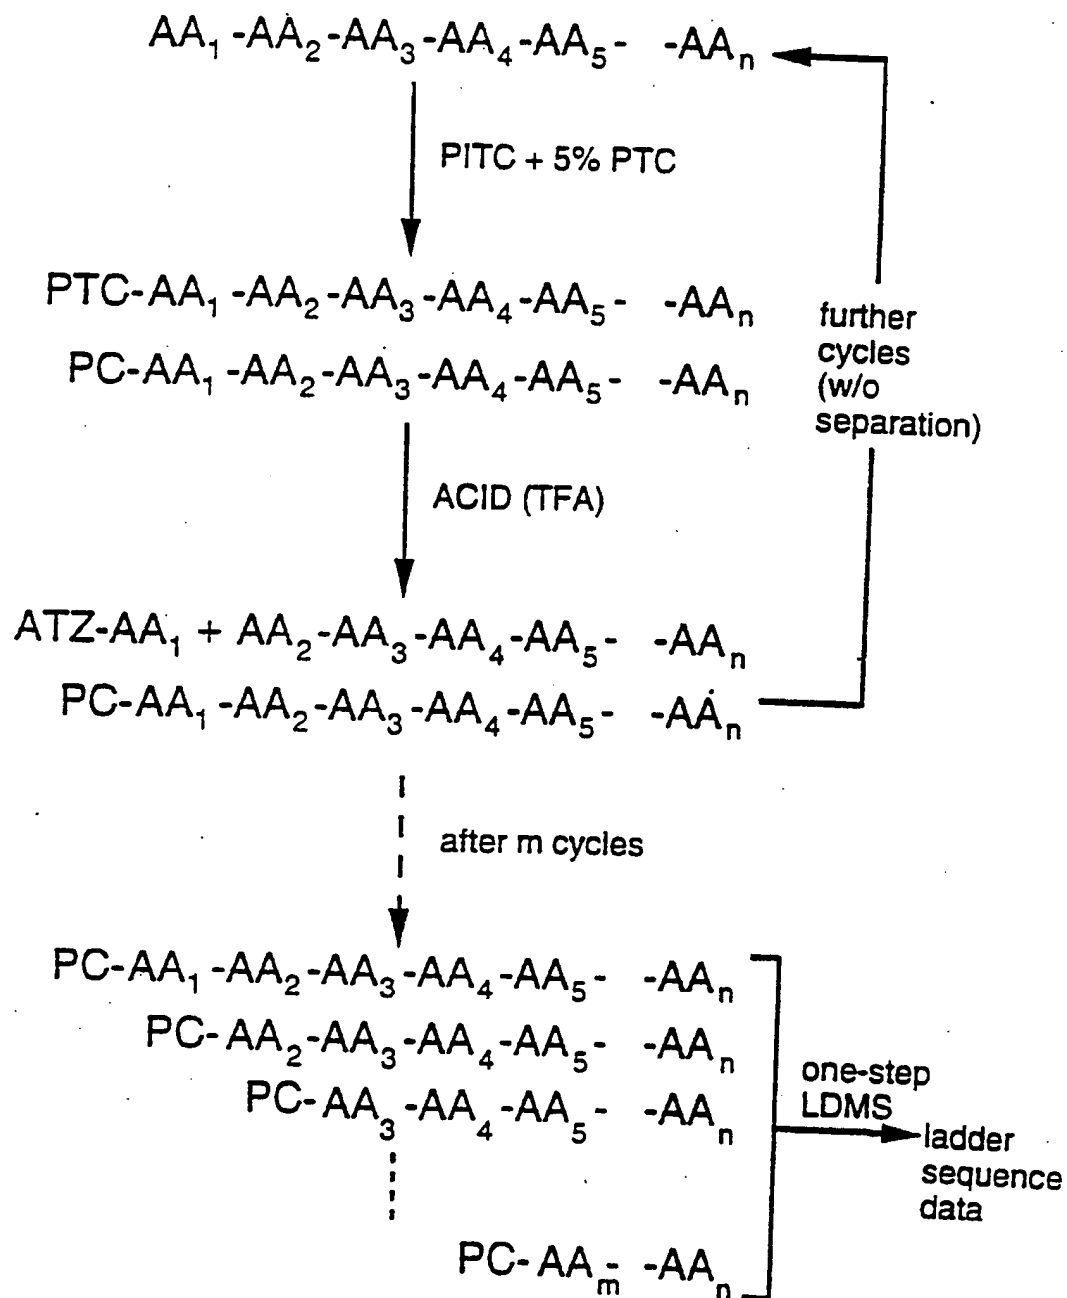 AA1 -AA2-AA3-AA4-AA5- -AAn
PITC + 5% PTC
PTC-AA1 -AA2-AA3-AA4-AA5- -AAn
PC-AA1 -AA2-AA3-AA4-AA5- -AAn
further
cycles
(w/o
separation)
ACID (TFA)
ATZ-AA1 + AA2-AA3-AA4-AA5- -AAn
PC-AA1 -AA2-AA3-AA4-AA5- -AAn
after m cycles
PC-AA1 -AA2-AA3-AA4-AA5- -AAn
PC-AA2-AA3-AA4-AA5- -AAn
PC-AA3-AA4-AA5- -AAn
one-step
LDMS
ladder
sequence
data
PC-AAm- -AAn